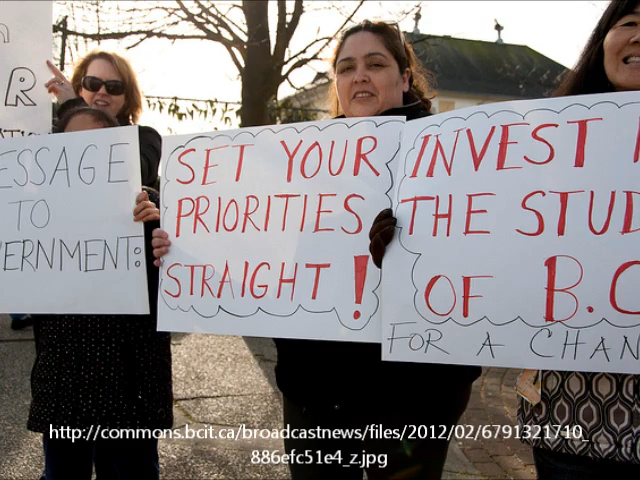 R
ESSAGE
TO
ERNMENT:
SET YOUR
PRIORITIES
STRAIGHT!
INVEST
THE STUD
OF B.C
FOR A CHAN
http://commons.bcit.ca/broadcastnews/files/2012/02/6791321710_
886efc51e4_z.jpg